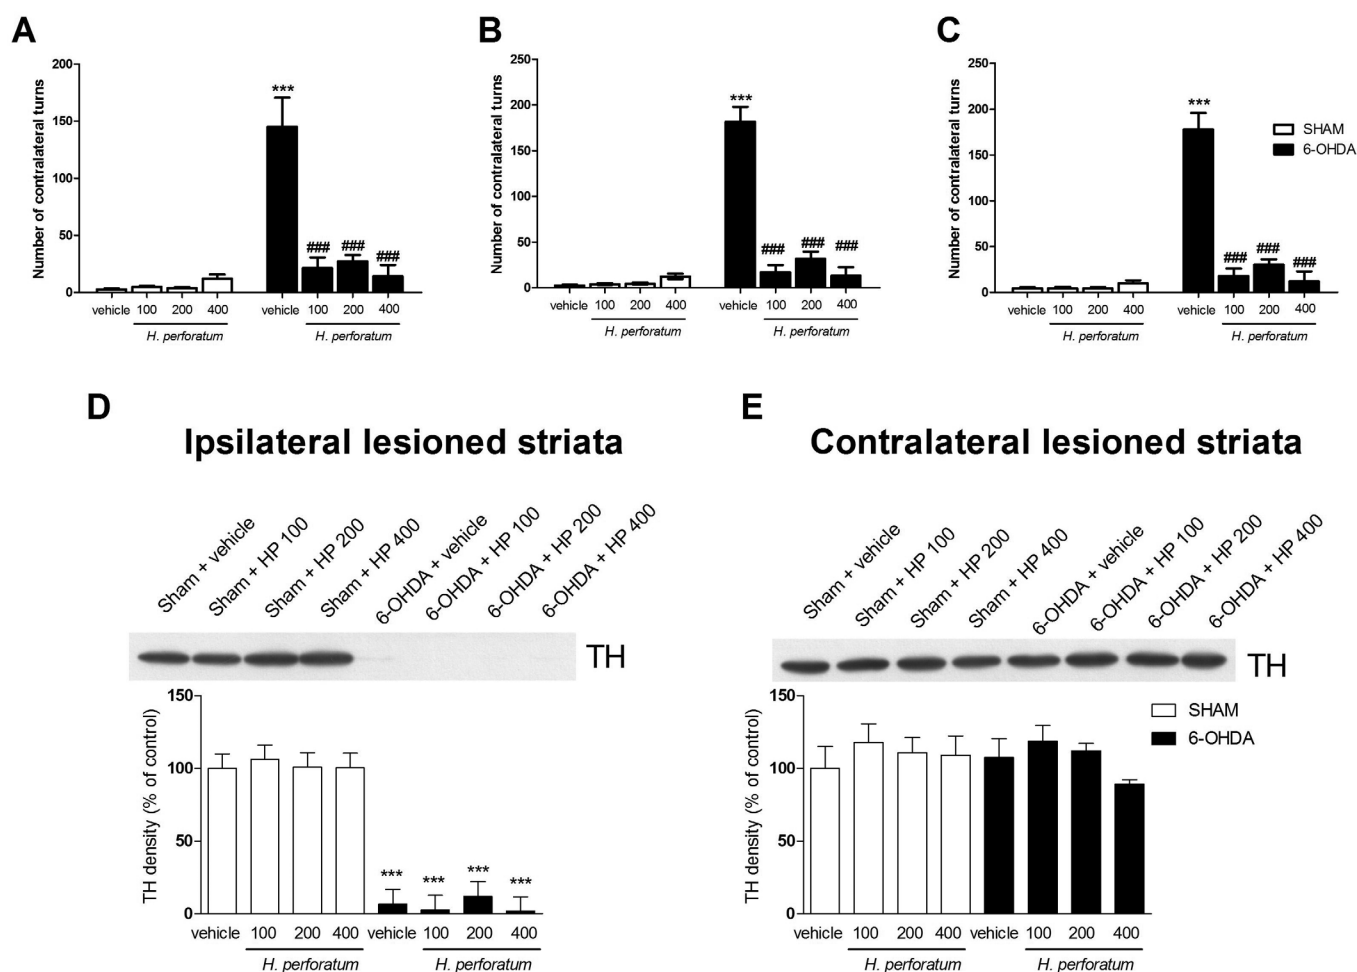 A
Number of contralateral turns
200
150
100
50
0
***
### ### ###
vehicle 100 200 400 vehicle 100 200 400
H. perforatum H. perforatum
B
Number of contralateral turns
250
200
150
100
50
0
***
### ### ###
vehicle 100 200 400 vehicle 100 200 400
H. perforatum H. perforatum
C
Number of contralateral turns
250
200
150
100
50
0
***
### ### ###
vehicle 100 200 400 vehicle 100 200 400
H. perforatum H. perforatum
SHAM
6-OHDA
D
Ipsilateral lesioned striata
Sham + vehicle
Sham + HP 100
Sham + HP 200
Sham + HP 400
6-OHDA + vehicle
6-OHDA + HP 100
6-OHDA + HP 200
6-OHDA + HP 400
TH
TH density (% of control)
150
100
50
0
*** *** *** ***
vehicle 100 200 400 vehicle 100 200 400
H. perforatum H. perforatum
E
Contralateral lesioned striata
Sham + vehicle
Sham + HP 100
Sham + HP 200
Sham + HP 400
6-OHDA + vehicle
6-OHDA + HP 100
6-OHDA + HP 200
6-OHDA + HP 400
TH
TH density (% of control)
150
100
50
0
SHAM
6-OHDA
vehicle 100 200 400 vehicle 100 200 400
H. perforatum H. perforatum